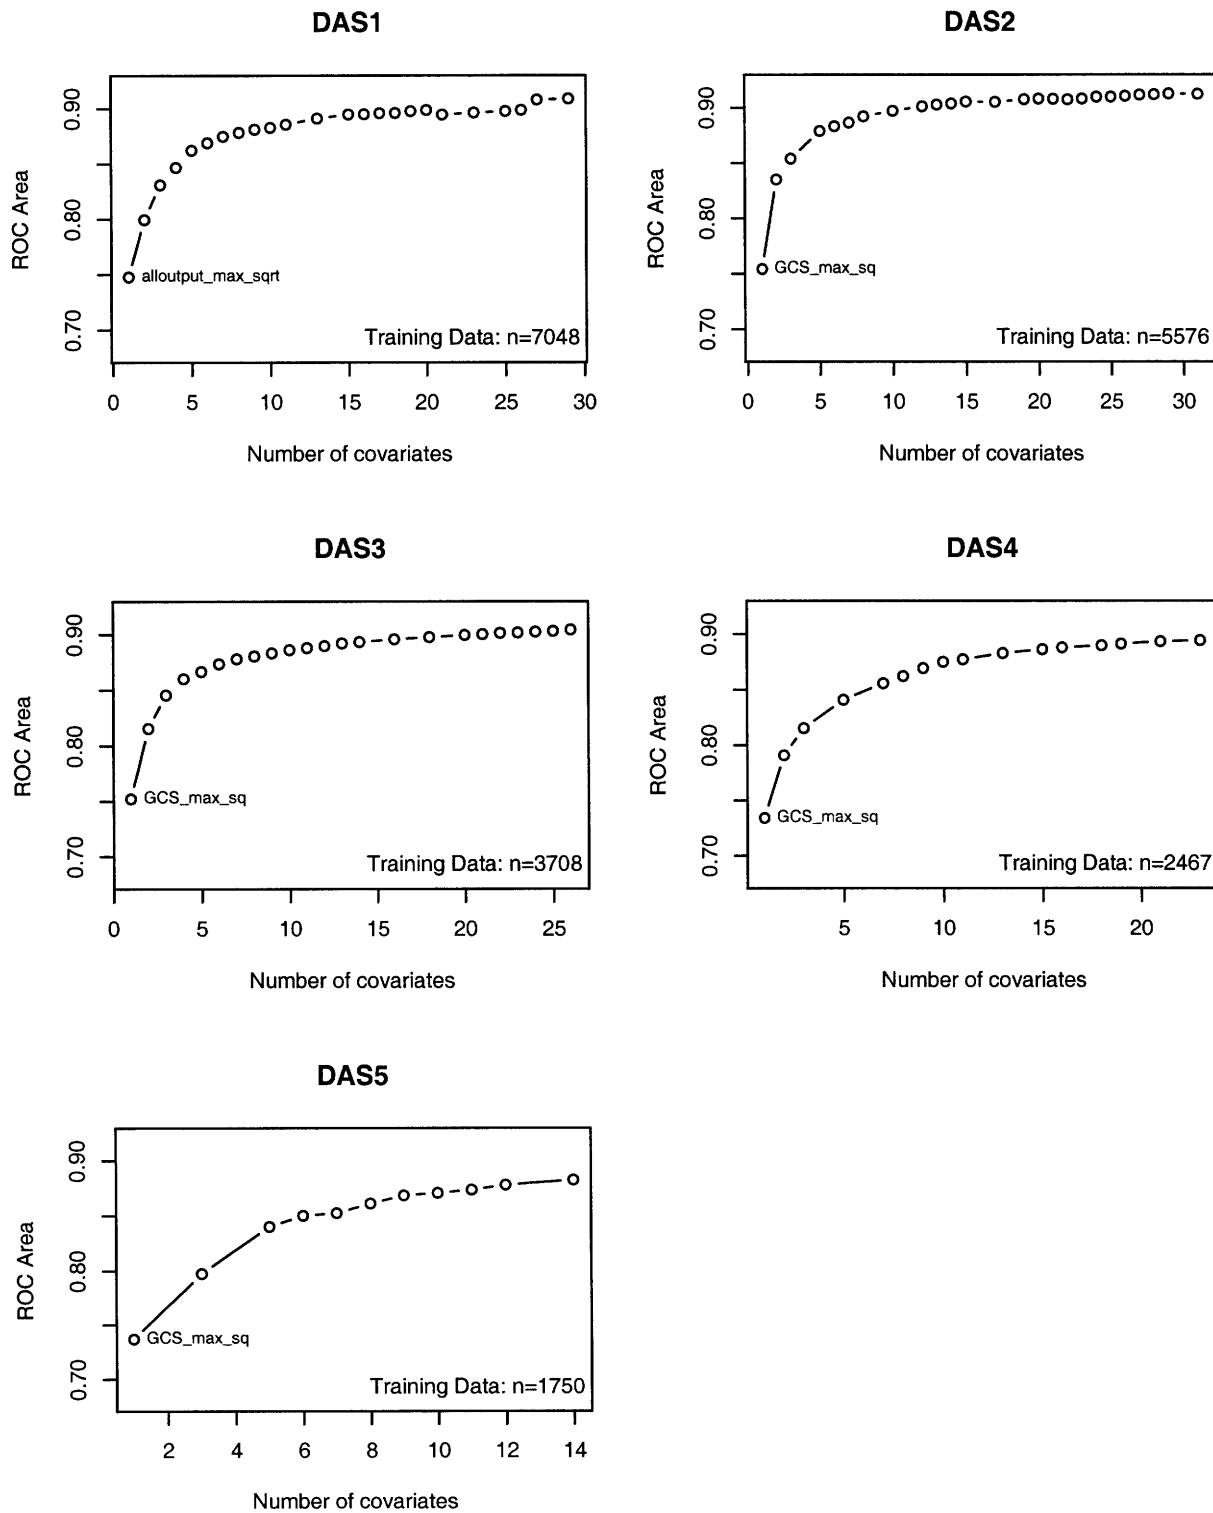 DAS1
0.90
0.80
0.70
ROC Area
alloutput_max_sqrt
Training Data: n=7048
0 5 10 15 20 25 30
Number of covariates
DAS2
0.90
0.80
0.70
ROC Area
GCS_max_sq
Training Data: n=5576
0 5 10 15 20 25 30
Number of covariates
DAS3
0.90
0.80
0.70
ROC Area
GCS_max_sq
Training Data: n=3708
0 5 10 15 20 25
Number of covariates
DAS4
0.90
0.80
0.70
ROC Area
GCS_max_sq
Training Data: n=2467
5 10 15 20
Number of covariates
DAS5
0.90
0.80
0.70
ROC Area
GCS_max_sq
Training Data: n=1750
2 4 6 8 10 12 14
Number of covariates